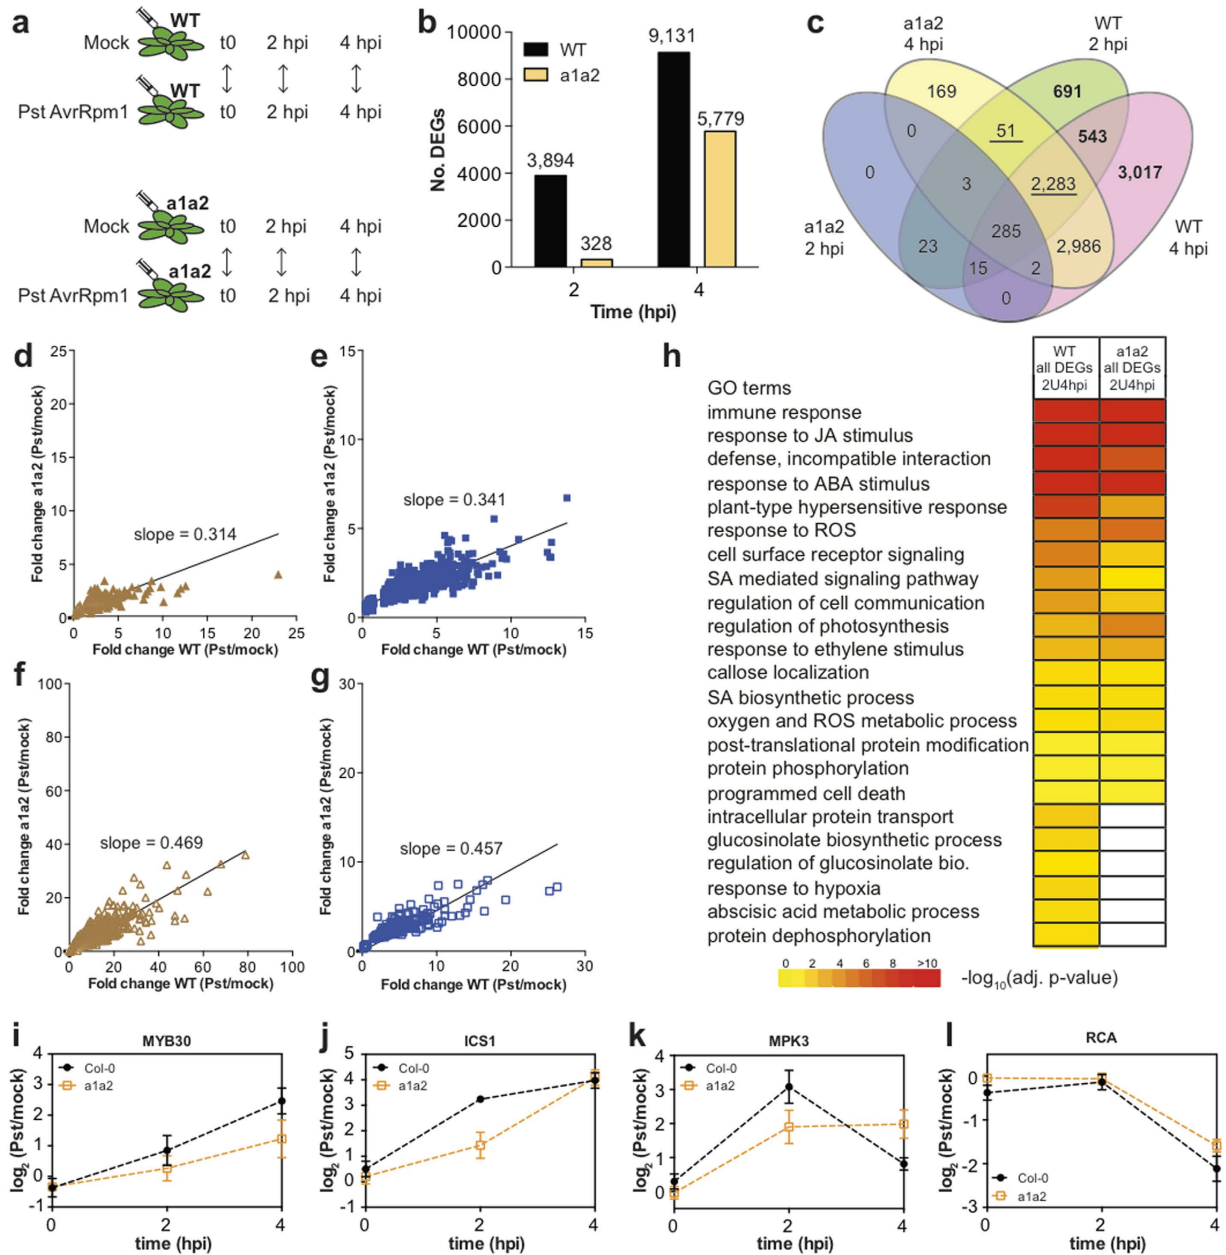 a
WT
Mock t0 2 hpi 4 hpi
WT
Pst AvrRpm1 t0 2 hpi 4 hpi
a1a2
Mock t0 2 hpi 4 hpi
a1a2
Pst AvrRpm1 t0 2 hpi 4 hpi
b
No. DEGs
10000
8000
6000
4000
2000
0
WT
a1a2
3,894
328
9,131
5,779
2 4
Time (hpi)
c
a1a2
4 hpi
WT
2 hpi
a1a2
2 hpi
WT
4 hpi
169 691
0 51 543
0 3 2,283 3,017
285
23 2,986
15 2
0
d
Fold change a1a2 (Pst/mock)
25
20
15
10
5
0
slope = 0.314
0 5 10 15 20 25
Fold change WT (Pst/mock)
e
Fold change a1a2 (Pst/mock)
15
10
5
0
slope = 0.341
0 5 10 15
Fold change WT (Pst/mock)
f
Fold change a1a2 (Pst/mock)
100
80
60
40
20
0
slope = 0.469
0 20 40 60 80 100
Fold change WT (Pst/mock)
g
Fold change a1a2 (Pst/mock)
30
20
10
0
slope = 0.457
0 10 20 30
Fold change WT (Pst/mock)
h
WT
all DEGs
2U4hpi
a1a2
all DEGs
2U4hpi
GO terms
immune response
response to JA stimulus
defense, incompatible interaction
response to ABA stimulus
plant-type hypersensitive response
response to ROS
cell surface receptor signaling
SA mediated signaling pathway
regulation of cell communication
regulation of photosynthesis
response to ethylene stimulus
callose localization
SA biosynthetic process
oxygen and ROS metabolic process
post-translational protein modification
protein phosphorylation
programmed cell death
intracellular protein transport
glucosinolate biosynthetic process
regulation of glucosinolate bio.
response to hypoxia
abscisic acid metabolic process
protein dephosphorylation
0 2 4 6 8 >10
-log10(adj. p-value)
i
MYB30
log2 (Pst/mock)
4
3
2
1
0
-1
Col-0
a1a2
0 2 4
time (hpi)
j
ICS1
log2 (Pst/mock)
5
4
3
2
1
0
-1
Col-0
a1a2
0 2 4
time (hpi)
k
MPK3
log2 (Pst/mock)
4
3
2
1
0
Col-0
a1a2
0 2 4
time (hpi)
l
RCA
log2 (Pst/mock)
0
-1
-2
-3
Col-0
a1a2
0 2 4
time (hpi)